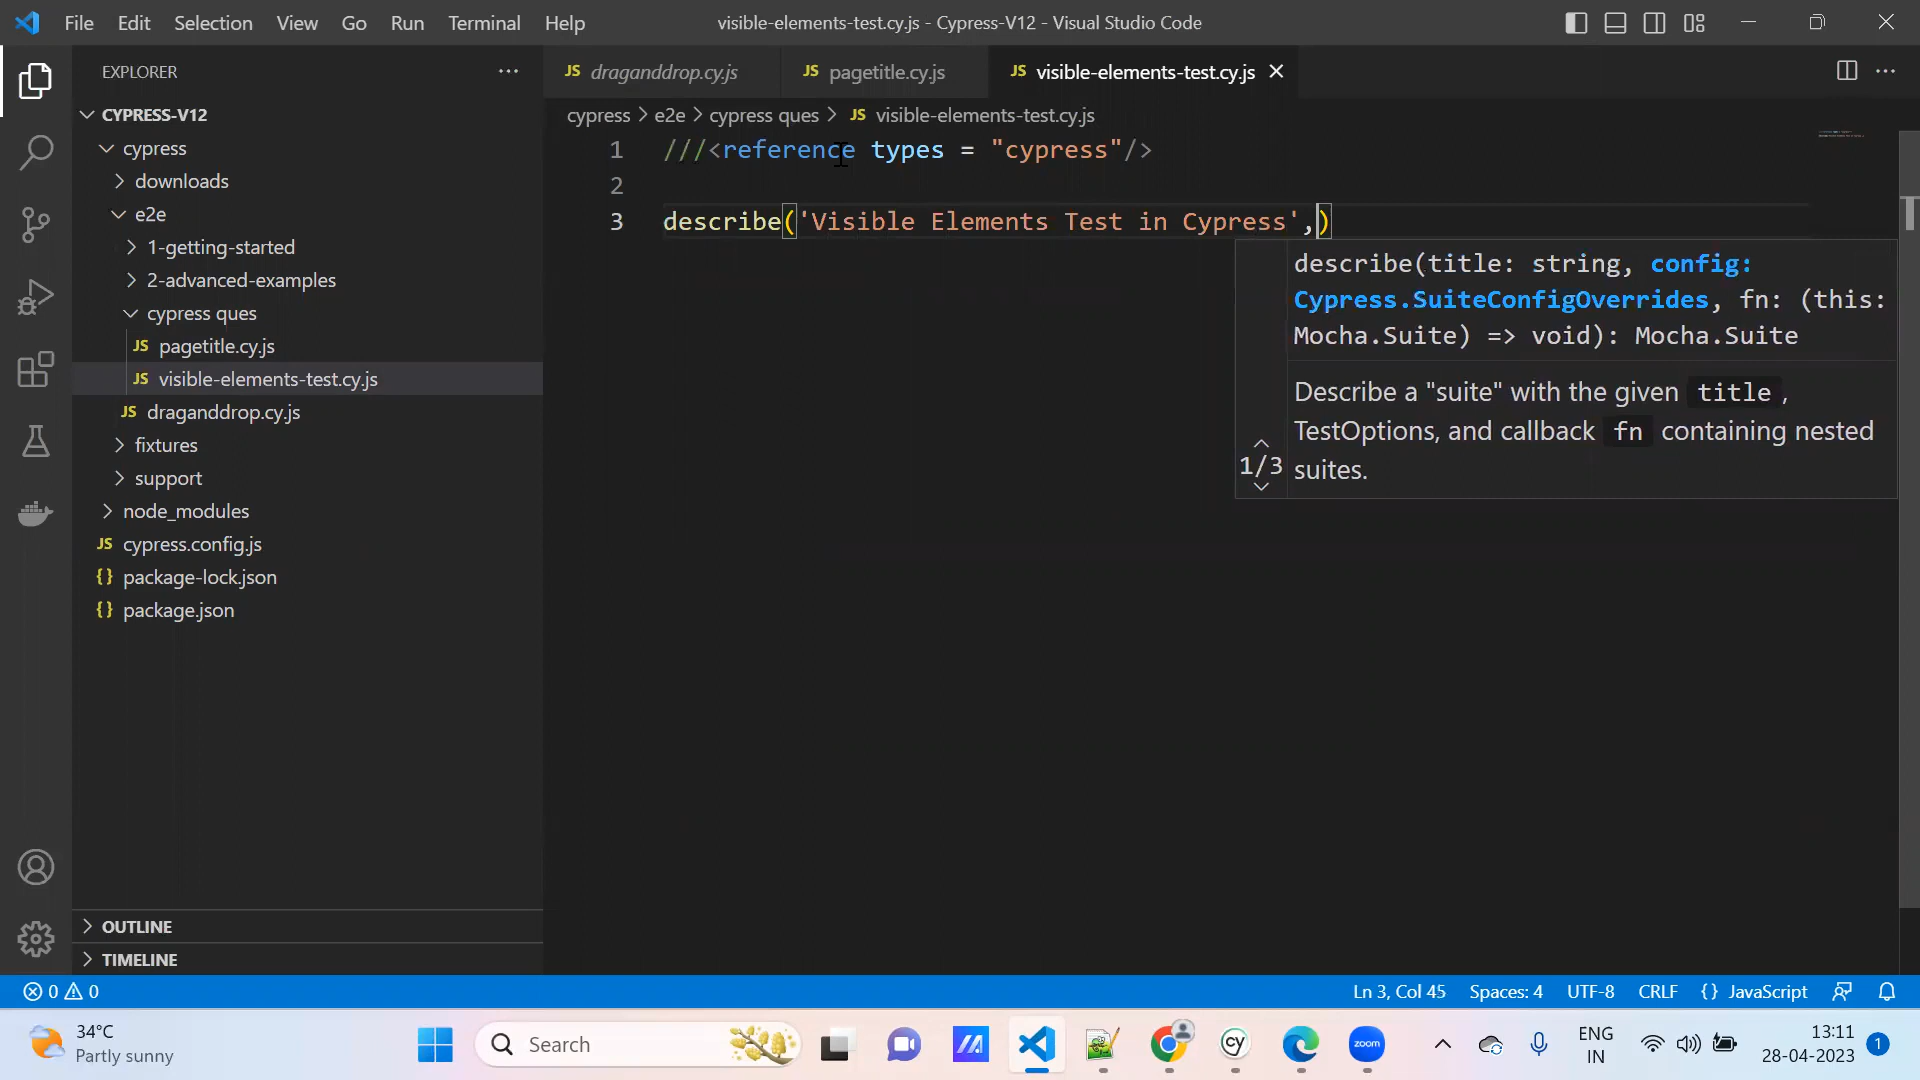 File Edit Selection View Go Run Terminal Help
visible-elements-test.cy.js - Cypress-V12 - Visual Studio Code
EXPLORER
CYPRESS-V12
cypress
downloads
e2e
1-getting-started
2-advanced-examples
cypress ques
JS pagetitle.cy.js
JS visible-elements-test.cy.js
JS draganddrop.cy.js
fixtures
support
node_modules
JS cypress.config.js
{} package-lock.json
{} package.json
OUTLINE
TIMELINE
JS draganddrop.cy.js JS pagetitle.cy.js JS visible-elements-test.cy.js
cypress > e2e > cypress ques > JS visible-elements-test.cy.js
1 ///<reference types = "cypress"/>
2
3 describe('Visible Elements Test in Cypress',)
describe(title: string, config:
Cypress.SuiteConfigOverrides, fn: (this:
Mocha.Suite) => void): Mocha.Suite
Describe a "suite" with the given title,
TestOptions, and callback fn containing nested
1/3 suites.
0 0 Ln 3, Col 45 Spaces: 4 UTF-8 CRLF {} JavaScript
34°C
Partly sunny
Search
cy
zoom
ENG
IN
13:11
28-04-2023
1